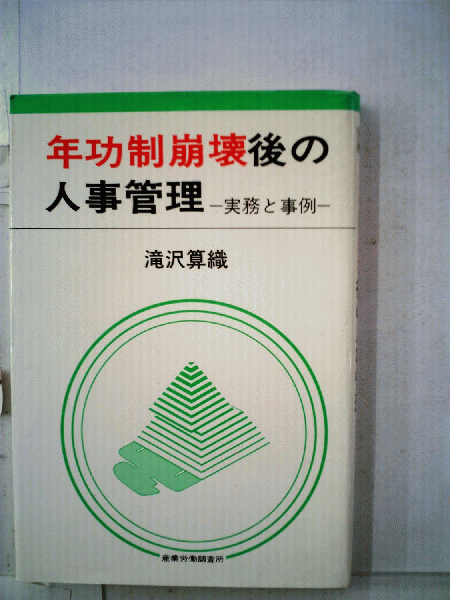 年功制崩壊後の
人事管理―実務と事例―
滝沢算織
産業労働調査所